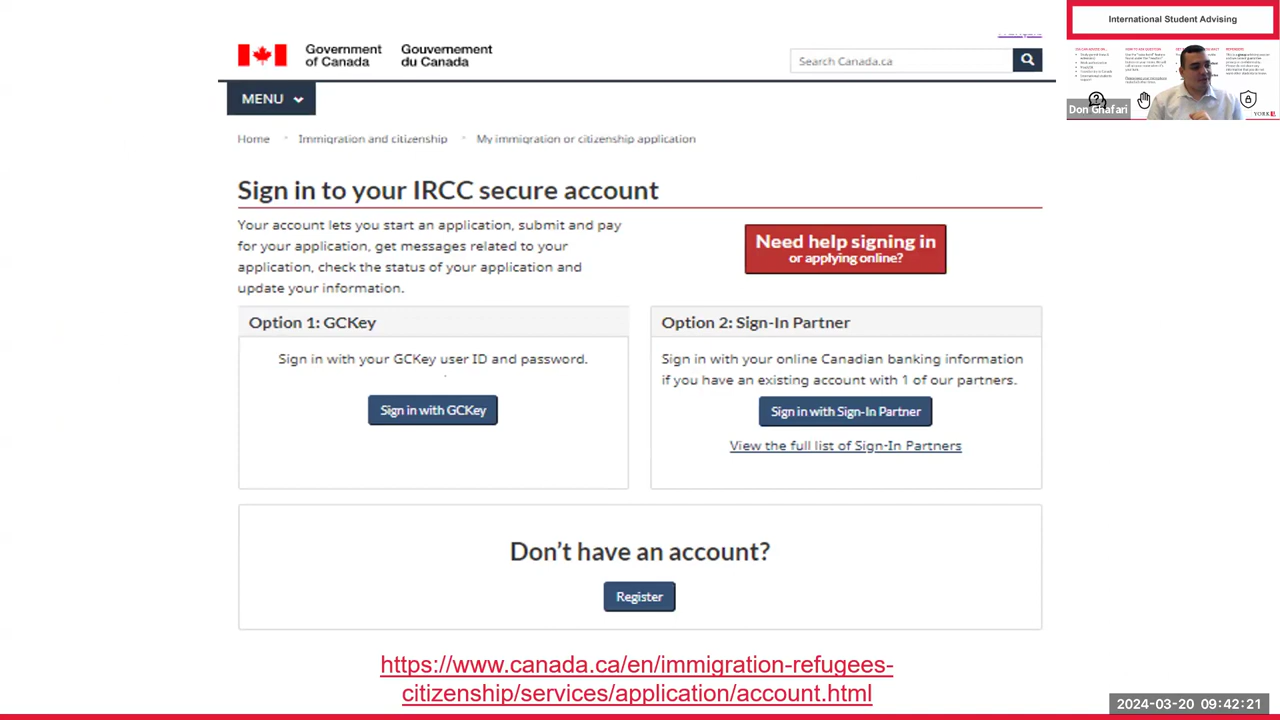 Government
of Canada
Gouvernement
du Canada
Search Canada.ca
MENU
Home
Immigration and citizenship
My immigration or citizenship application
Sign in to your IRCC secure account
Your account lets you start an application, submit and pay
for your application, get messages related to your
application, check the status of your application and
update your information.
Need help signing in
or applying online?
Option 1: GCKey
Sign in with your GCKey user ID and password.
Sign in with GCKey
Option 2: Sign-In Partner
Sign in with your online Canadian banking information
if you have an existing account with 1 of our partners.
Sign in with Sign-In Partner
View the full list of Sign-In Partners
Don't have an account?
Register
https://www.canada.ca/en/immigration-refugees-
citizenship/services/application/account.html
International Student Advising
Don Ghafari
YORK U
2024-03-20 09:42:21